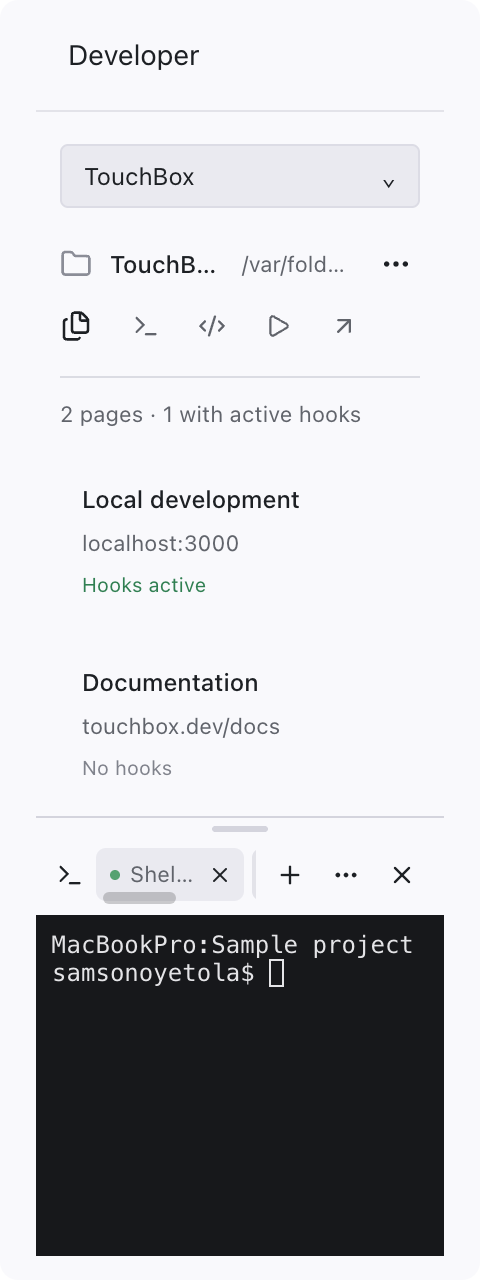 Developer
TouchBox
TouchB... /var/fold...
2 pages · 1 with active hooks
Local development
localhost:3000
Hooks active
Documentation
touchbox.dev/docs
No hooks
Shel...
MacBookPro:Sample project
samsonoyetola$